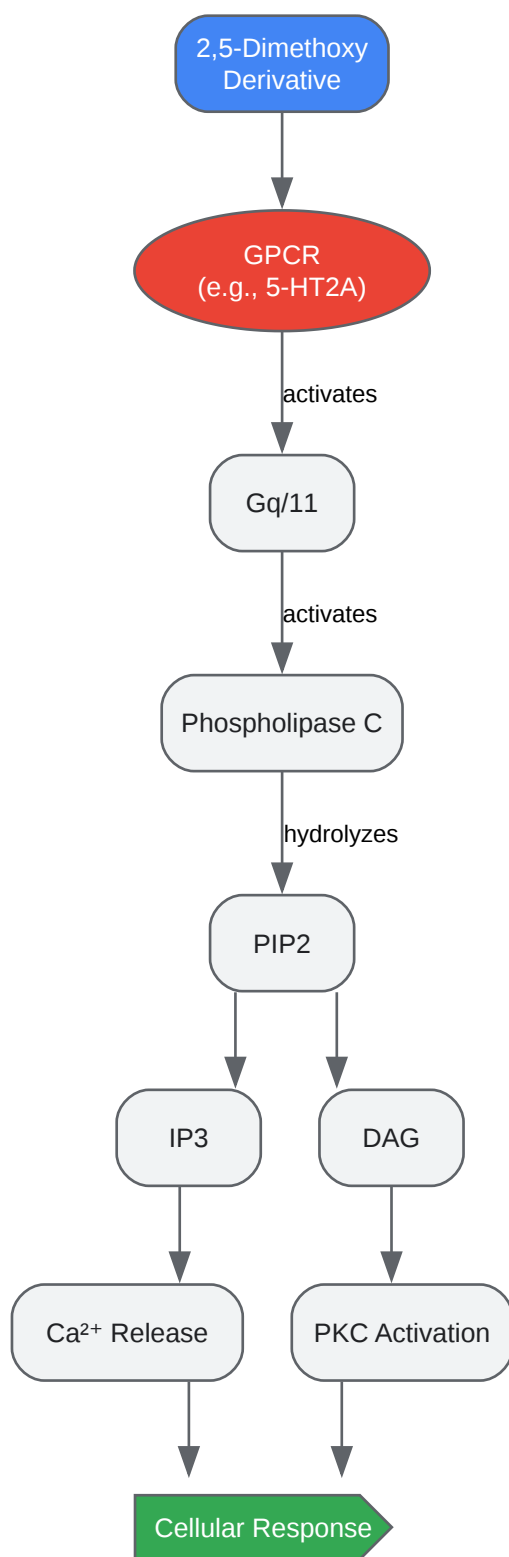 2,5-Dimethoxy
Derivative
GPCR
(e.g., 5-HT2A)
activates
Gq/11
activates
Phospholipase C
hydrolyzes
PIP2
IP3
DAG
Ca²⁺ Release
PKC Activation
Cellular Response